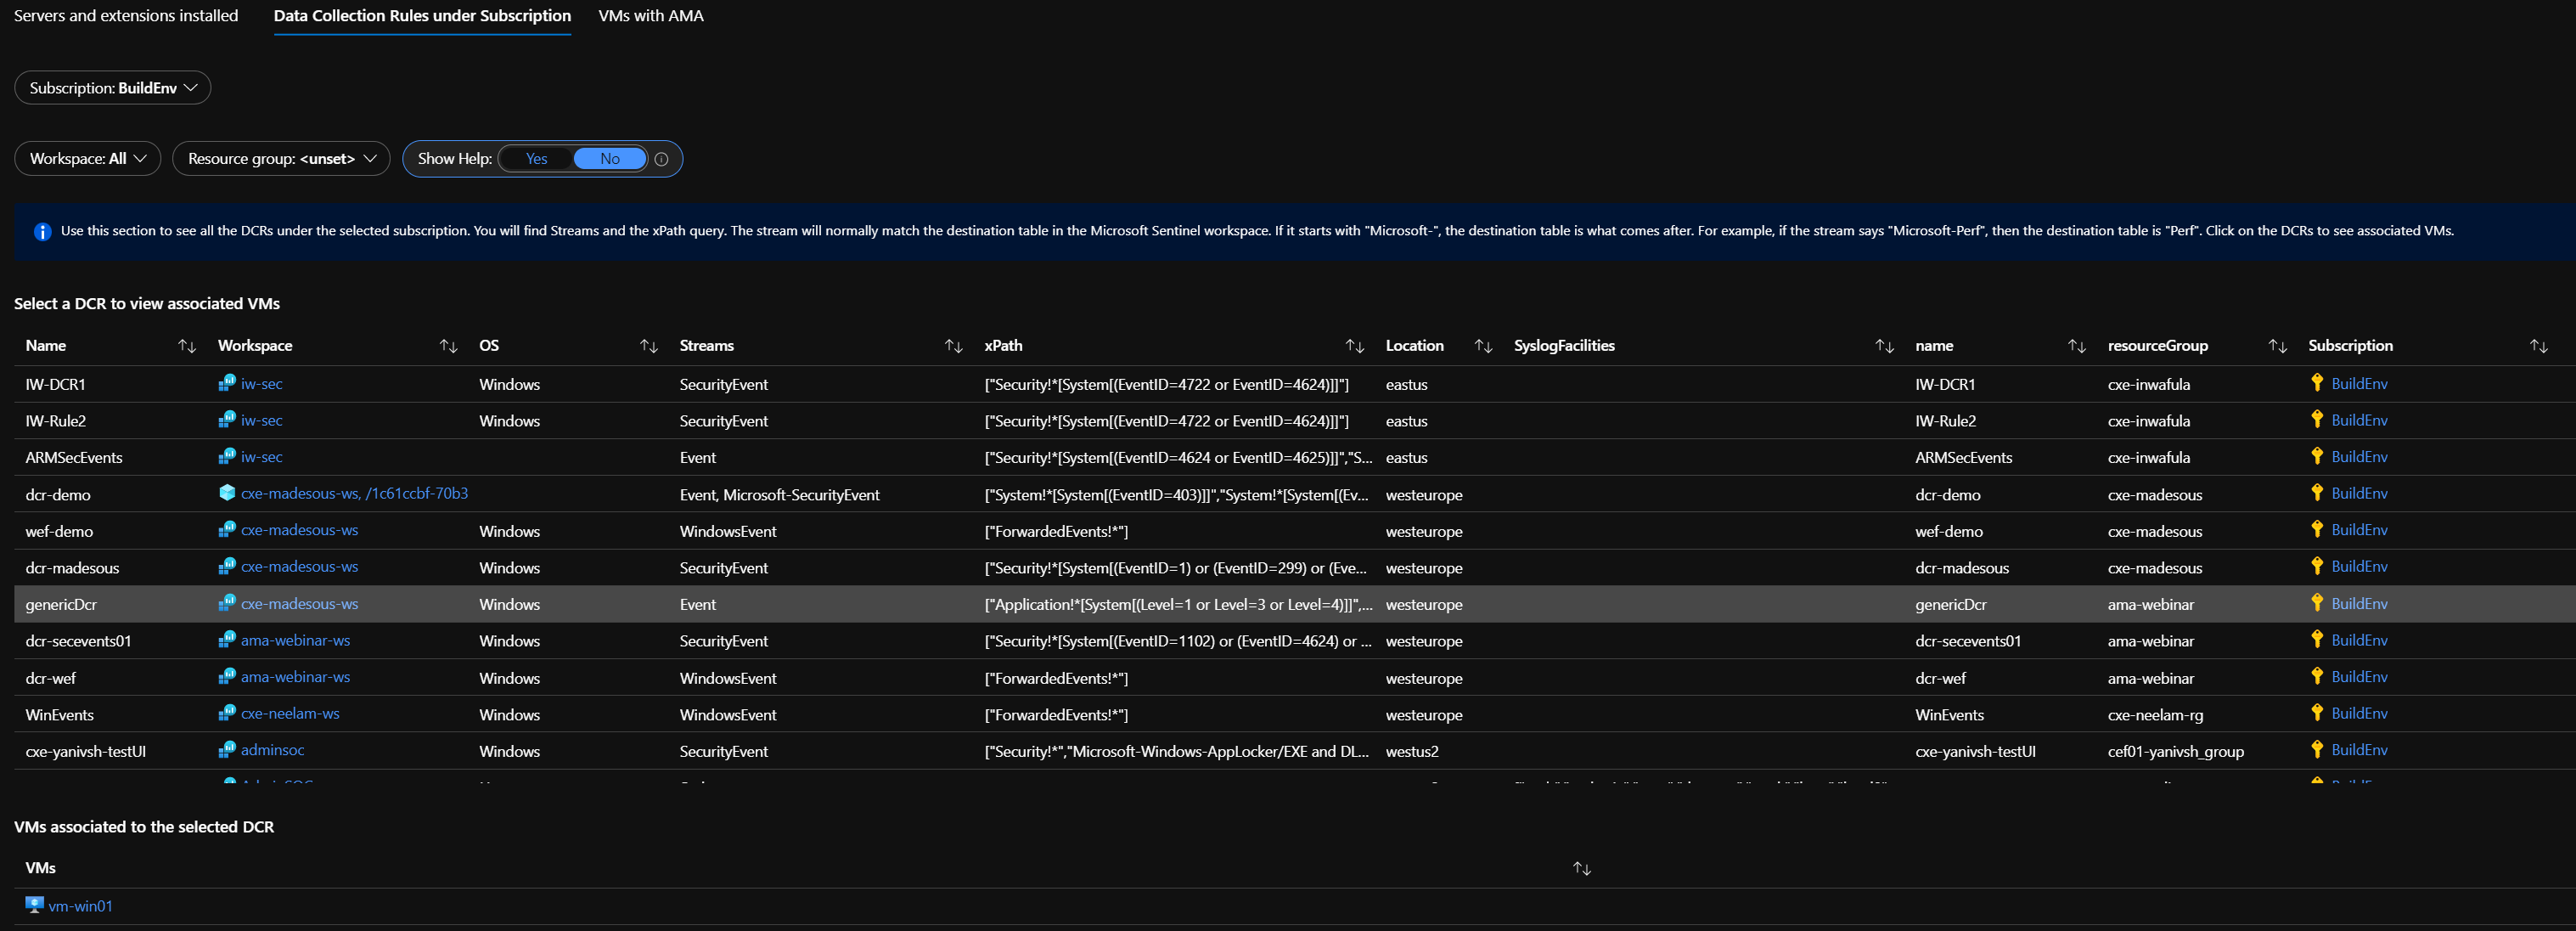 Servers and extensions installed Data Collection Rules under Subscription VMs with AMA
Subscription: BuildEnv
Workspace: All Resource group: <unset> Show Help: Yes No
Use this section to see all the DCRs under the selected subscription. You will find Streams and the xPath query. The stream will normally match the destination table in the Microsoft Sentinel workspace. If it starts with "Microsoft-", the destination table is what comes after. For example, if the stream says "Microsoft-Perf", then the destination table is "Perf". Click on the DCRs to see associated VMs.
Select a DCR to view associated VMs
Name Workspace OS Streams xPath Location SyslogFacilities name resourceGroup Subscription
IW-DCR1 iw-sec Windows SecurityEvent ["Security!*[System[(EventID=4722 or EventID=4624)]]"] eastus IW-DCR1 cxe-inwafula BuildEnv
IW-Rule2 iw-sec Windows SecurityEvent ["Security!*[System[(EventID=4722 or EventID=4624)]]"] eastus IW-Rule2 cxe-inwafula BuildEnv
ARMSecEvents iw-sec Event ["Security!*[System[(EventID=4624 or EventID=4625)]]","S... eastus ARMSecEvents cxe-inwafula BuildEnv
dcr-demo cxe-madesous-ws, /1c61ccbf-70b3 Event, Microsoft-SecurityEvent ["System!*[System[(EventID=403)]]","System!*[System[(Ev... westeurope dcr-demo cxe-madesous BuildEnv
wef-demo cxe-madesous-ws Windows WindowsEvent ["ForwardedEvents!*"] westeurope wef-demo cxe-madesous BuildEnv
dcr-madesous cxe-madesous-ws Windows SecurityEvent ["Security!*[System[(EventID=1) or (EventID=299) or (Eve... westeurope dcr-madesous cxe-madesous BuildEnv
genericDcr cxe-madesous-ws Windows Event ["Application!*[System[(Level=1 or Level=3 or Level=4)]]",... westeurope genericDcr ama-webinar BuildEnv
dcr-secevents01 ama-webinar-ws Windows SecurityEvent ["Security!*[System[(EventID=1102) or (EventID=4624) or ... westeurope dcr-secevents01 ama-webinar BuildEnv
dcr-wef ama-webinar-ws Windows WindowsEvent ["ForwardedEvents!*"] westeurope dcr-wef ama-webinar BuildEnv
WinEvents cxe-neelam-ws Windows WindowsEvent ["ForwardedEvents!*"] westeurope WinEvents cxe-neelam-rg BuildEnv
cxe-yanivsh-testUI adminsoc Windows SecurityEvent ["Security!*","Microsoft-Windows-AppLocker/EXE and DL... westus2 cxe-yanivsh-testUI cef01-yanivsh_group BuildEnv
VMs associated to the selected DCR
VMs
vm-win01